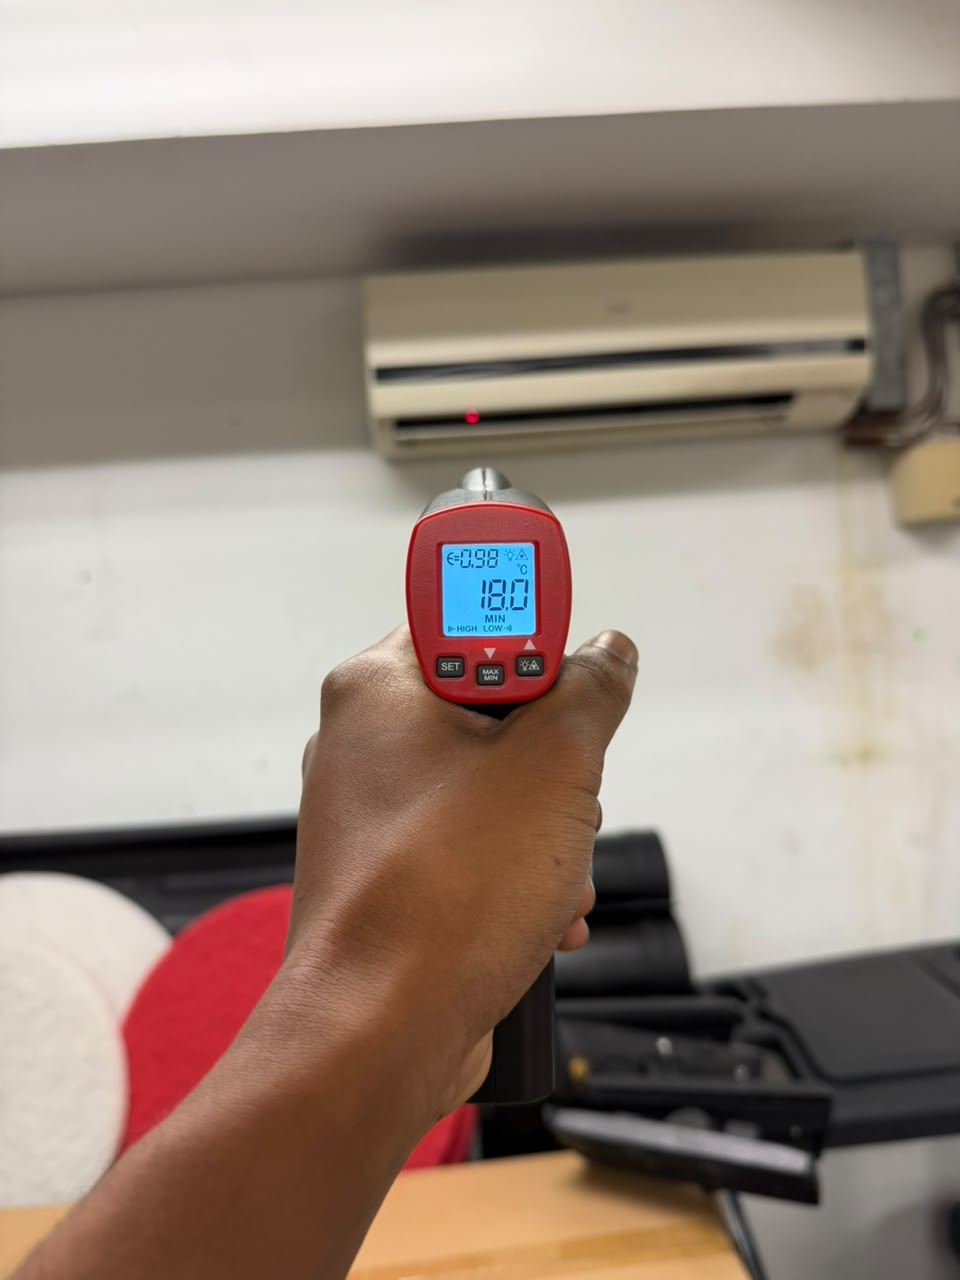 ϵ=0.98
°C
18.0
MIN
HIGH LOW
SET
MAX
MIN